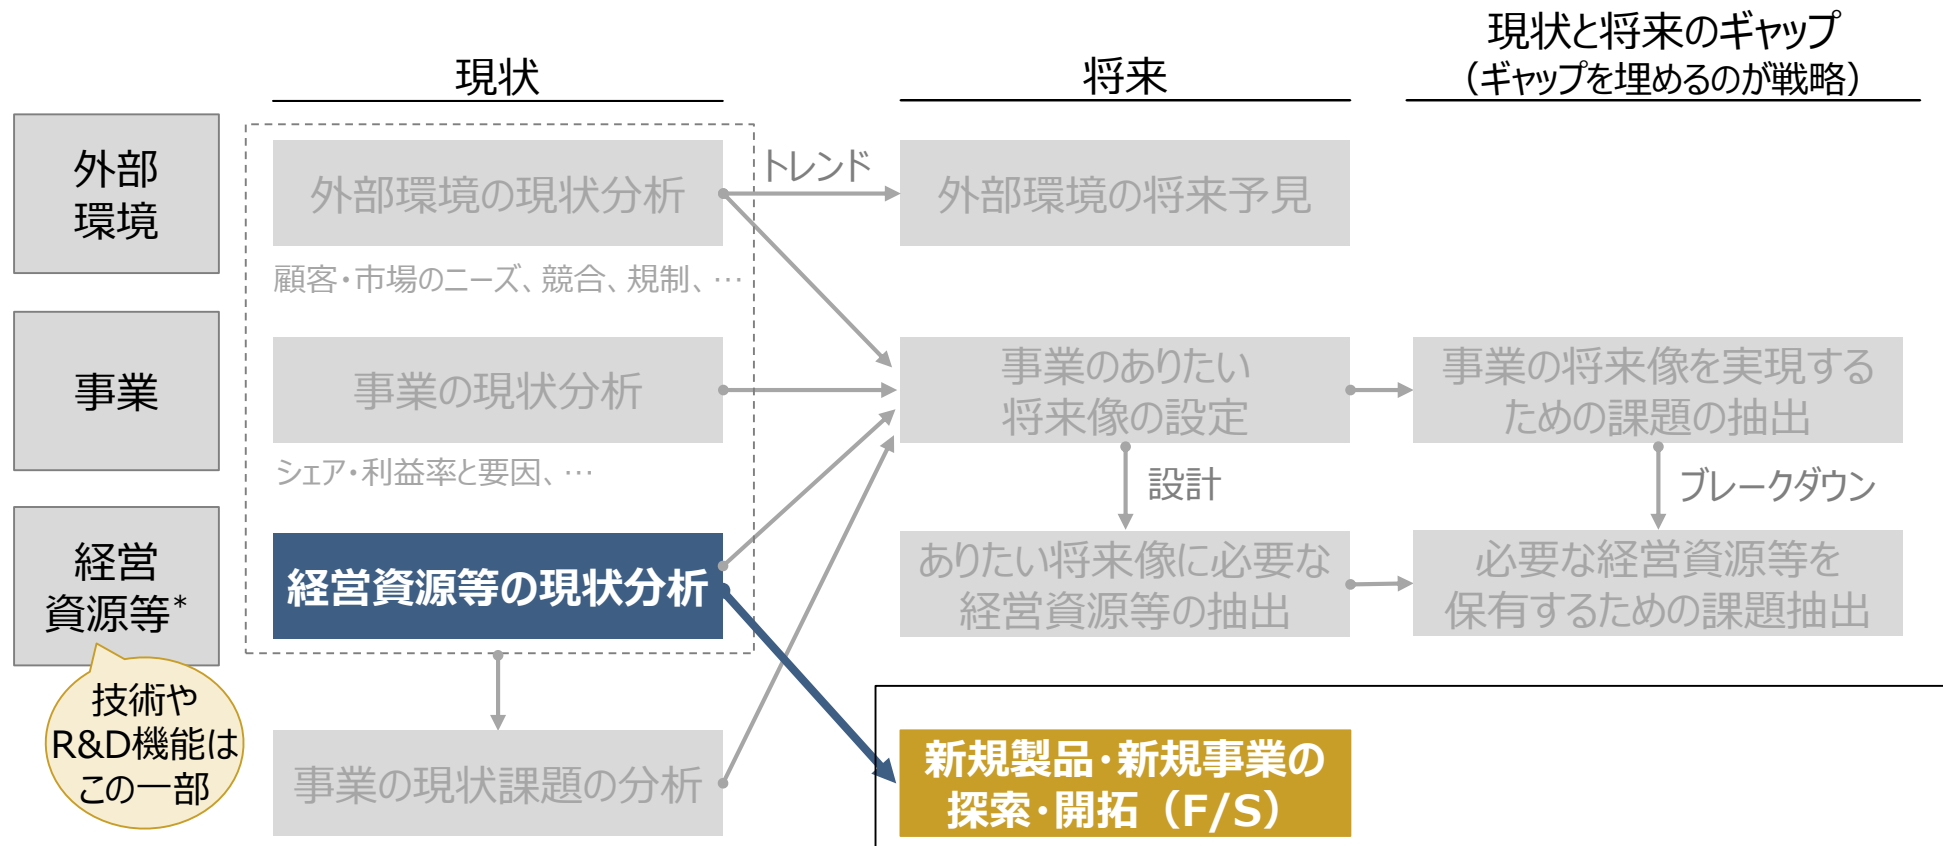 現状
将来
現状と将来のギャップ
（ギャップを埋めるのが戦略）
外部
環境
外部環境の現状分析
トレンド
外部環境の将来予見
顧客・市場のニーズ、競合、規制、…
事業
事業の現状分析
事業のありたい
将来像の設定
事業の将来像を実現する
ための課題の抽出
シェア・利益率と要因、…
設計
ブレークダウン
経営
資源等*
経営資源等の現状分析
ありたい将来像に必要な
経営資源等の抽出
必要な経営資源等を
保有するための課題抽出
技術や
R&D機能は
この一部
事業の現状課題の分析
新規製品・新規事業の
探索・開拓（F/S）